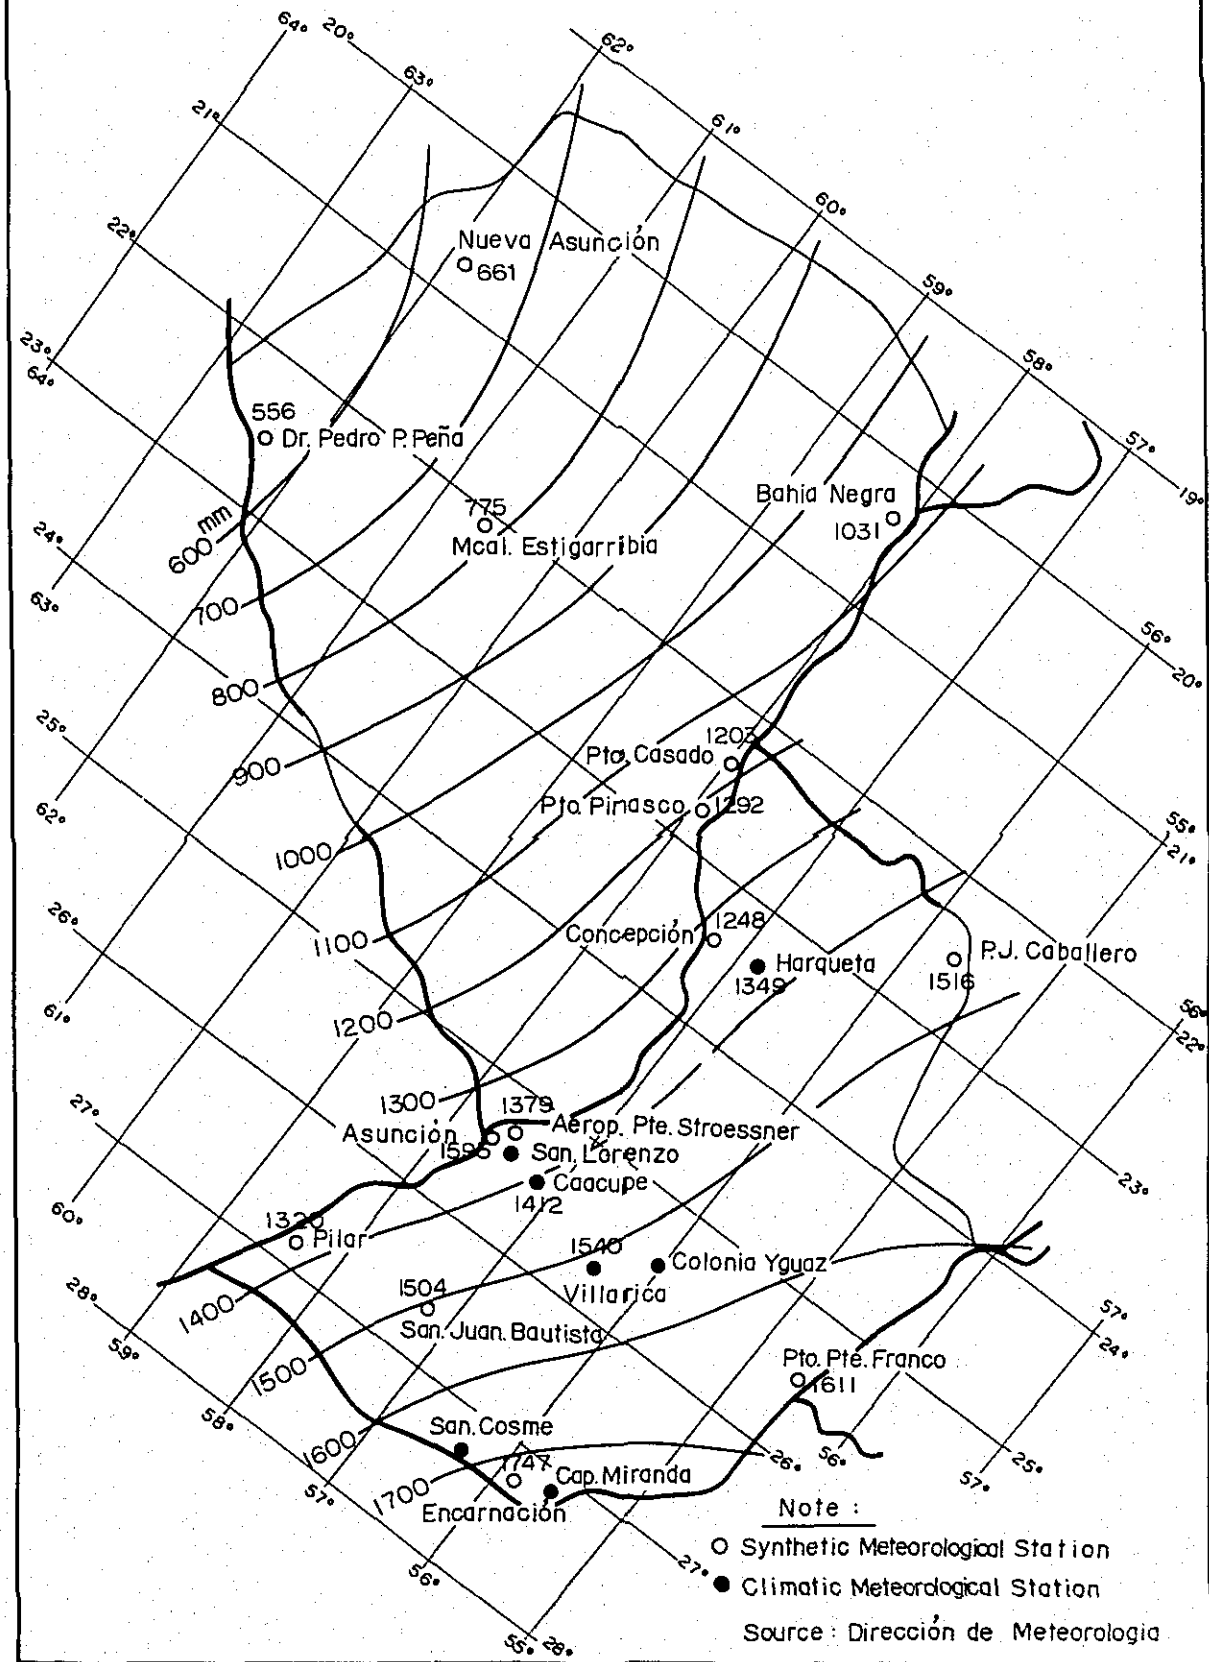 64° 20°
63°
62°
21°
61°
22°
60°
Nueva Asunción
661
59°
23°
64°
58°
556
Dr. Pedro P. Peña
57°
19°
775
Mcal. Estigarribia
Bahia Negra
1031
mm
600
24°
63°
700
56°
20°
800
25°
62°
900
1203
Pto. Casado
Pto. Pinasco
1292
55°
21°
1000
26°
61°
1100
Concepción
1248
Harqueta
1349
P.J. Caballero
1516
1200
56°
22°
27°
60°
1300
1379
Asunción
Aérop. Pte. Stroessner
San. Lorenzo
Caacupe
1412
23°
1320
Pilar
28°
59°
1400
1540
Villarica
Colonia Yguaz
1504
San. Juan. Bautista
57°
24°
1500
58°
Pto. Pte. Franco
1611
1600
San. Cosme
57°
1700
1747
Cap. Miranda
Encarnación
26°
56°
57°
25°
56°
27°
55°
28°
Note :
Synthetic Meteorological Station
Climatic Meteorological Station
Source : Dirección de Meteorologia